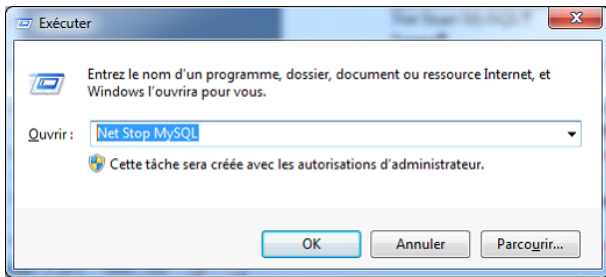 Exécuter
Entrez le nom d'un programme, dossier, document ou ressource Internet, et
Windows l'ouvrira pour vous.
Ouvrir :
Net Stop MySQL
Cette tâche sera créée avec les autorisations d'administrateur.
OK
Annuler
Parcourir...